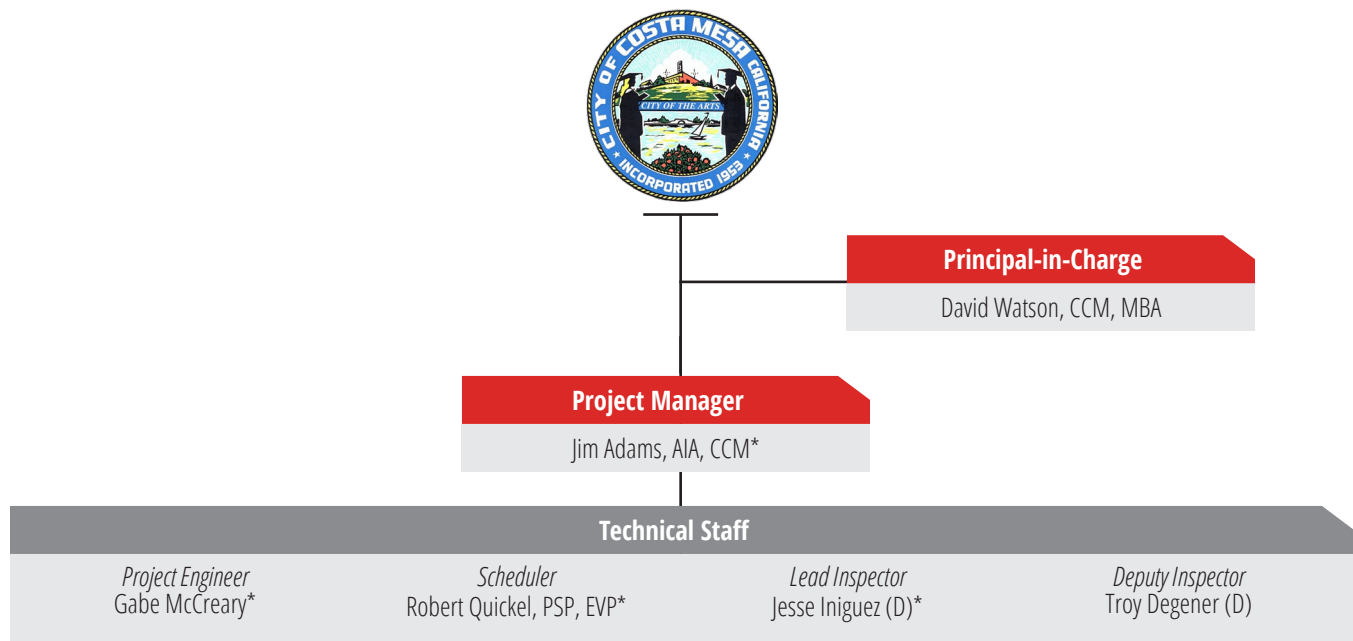 CITY OF COSTA MESA CALIFORNIA
CITY OF THE ARTS
* INCORPORATED 1953 *
Principal-in-Charge
David Watson, CCM, MBA
Project Manager
Jim Adams, AIA, CCM*
Technical Staff
Project Engineer
Gabe McCreary*
Scheduler
Robert Quickel, PSP, EVP*
Lead Inspector
Jesse Iniguez (D)*
Deputy Inspector
Troy Degener (D)